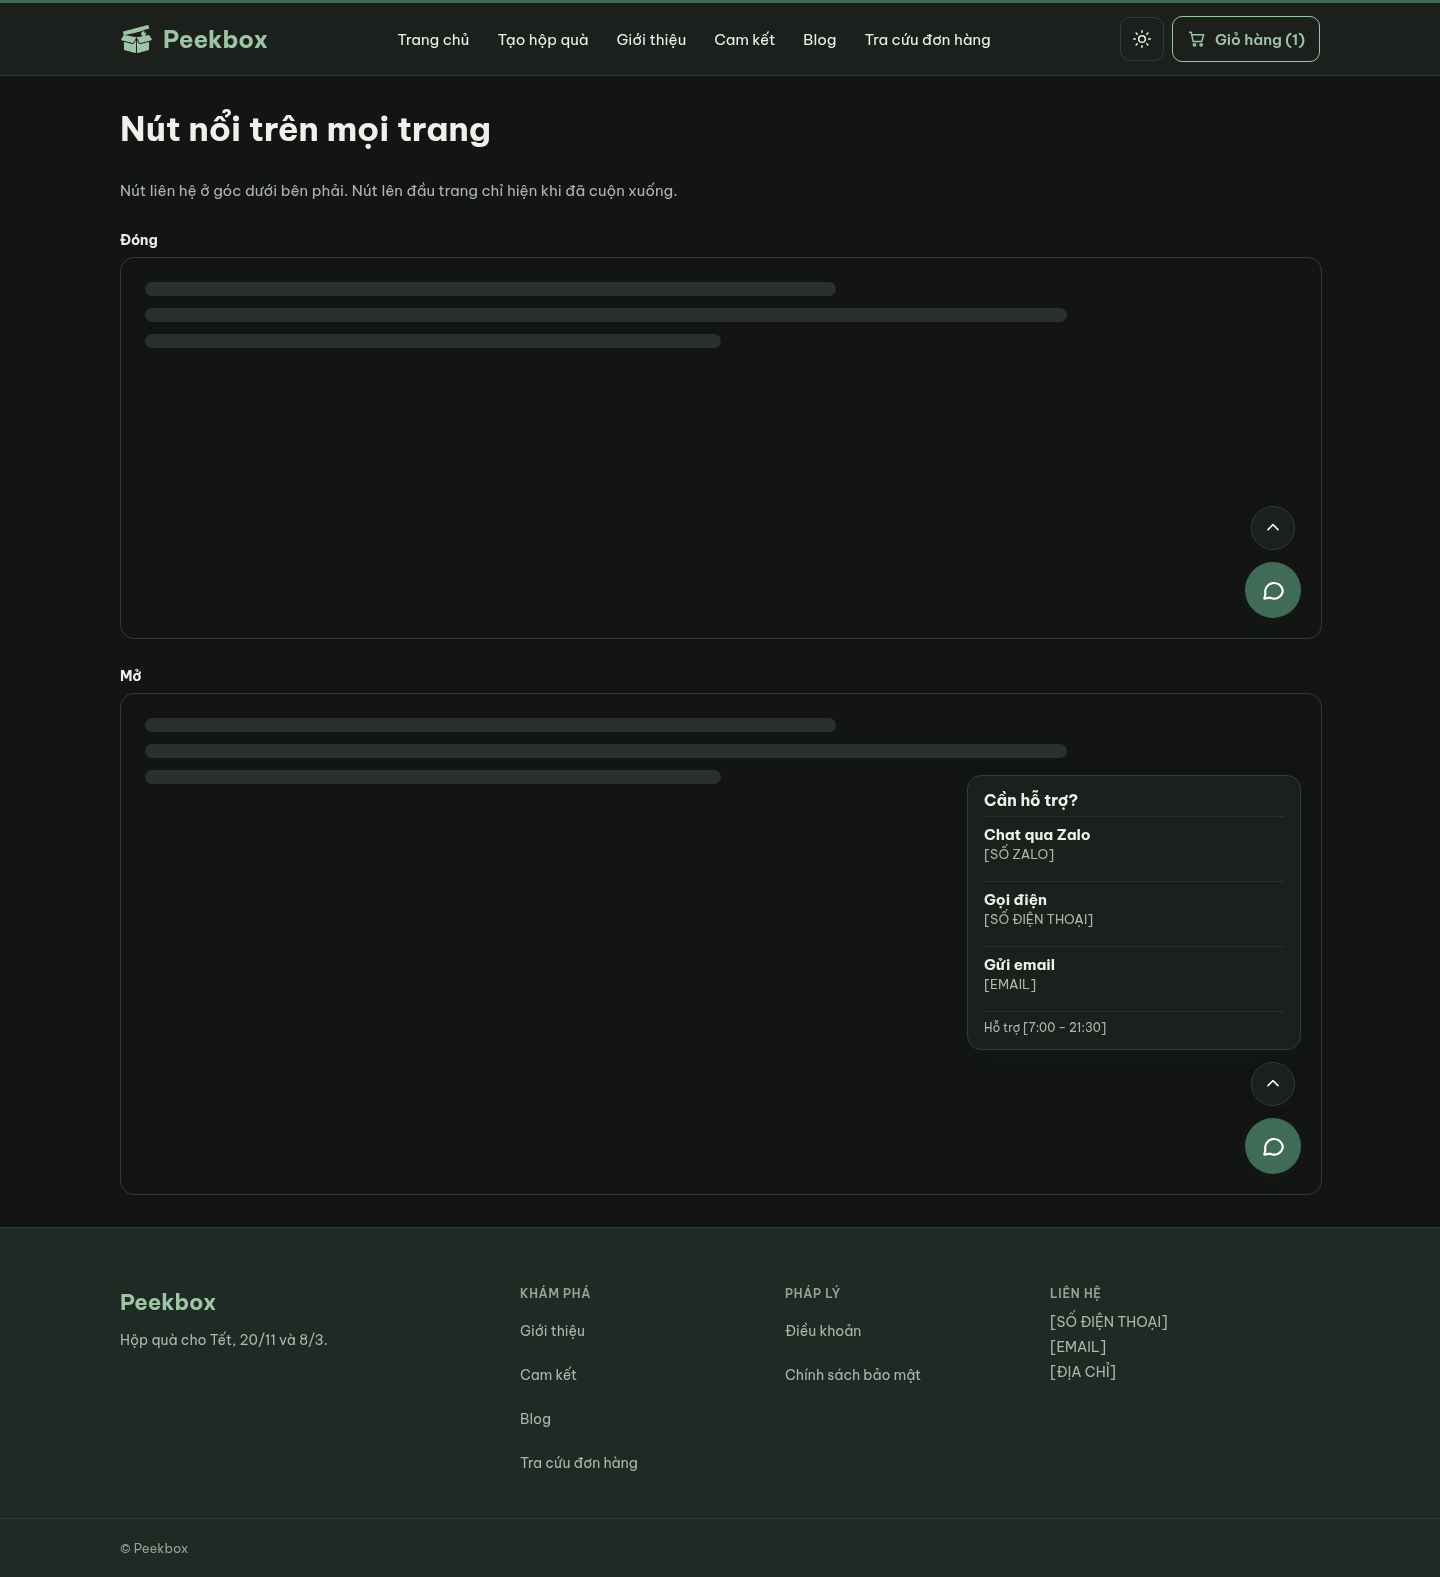 Peekbox
Trang chủ
Tạo hộp quà
Giới thiệu
Cam kết
Blog
Tra cứu đơn hàng
Giỏ hàng (1)
Nút nổi trên mọi trang
Nút liên hệ ở góc dưới bên phải. Nút lên đầu trang chỉ hiện khi đã cuộn xuống.
Đóng
Mở
Cần hỗ trợ?
Chat qua Zalo
[SỐ ZALO]
Gọi điện
[SỐ ĐIỆN THOẠI]
Gửi email
[EMAIL]
Hỗ trợ [7:00 – 21:30]
Peekbox
Hộp quà cho Tết, 20/11 và 8/3.
KHÁM PHÁ
Giới thiệu
Cam kết
Blog
Tra cứu đơn hàng
PHÁP LÝ
Điều khoản
Chính sách bảo mật
LIÊN HỆ
[SỐ ĐIỆN THOẠI]
[EMAIL]
[ĐỊA CHỈ]
© Peekbox